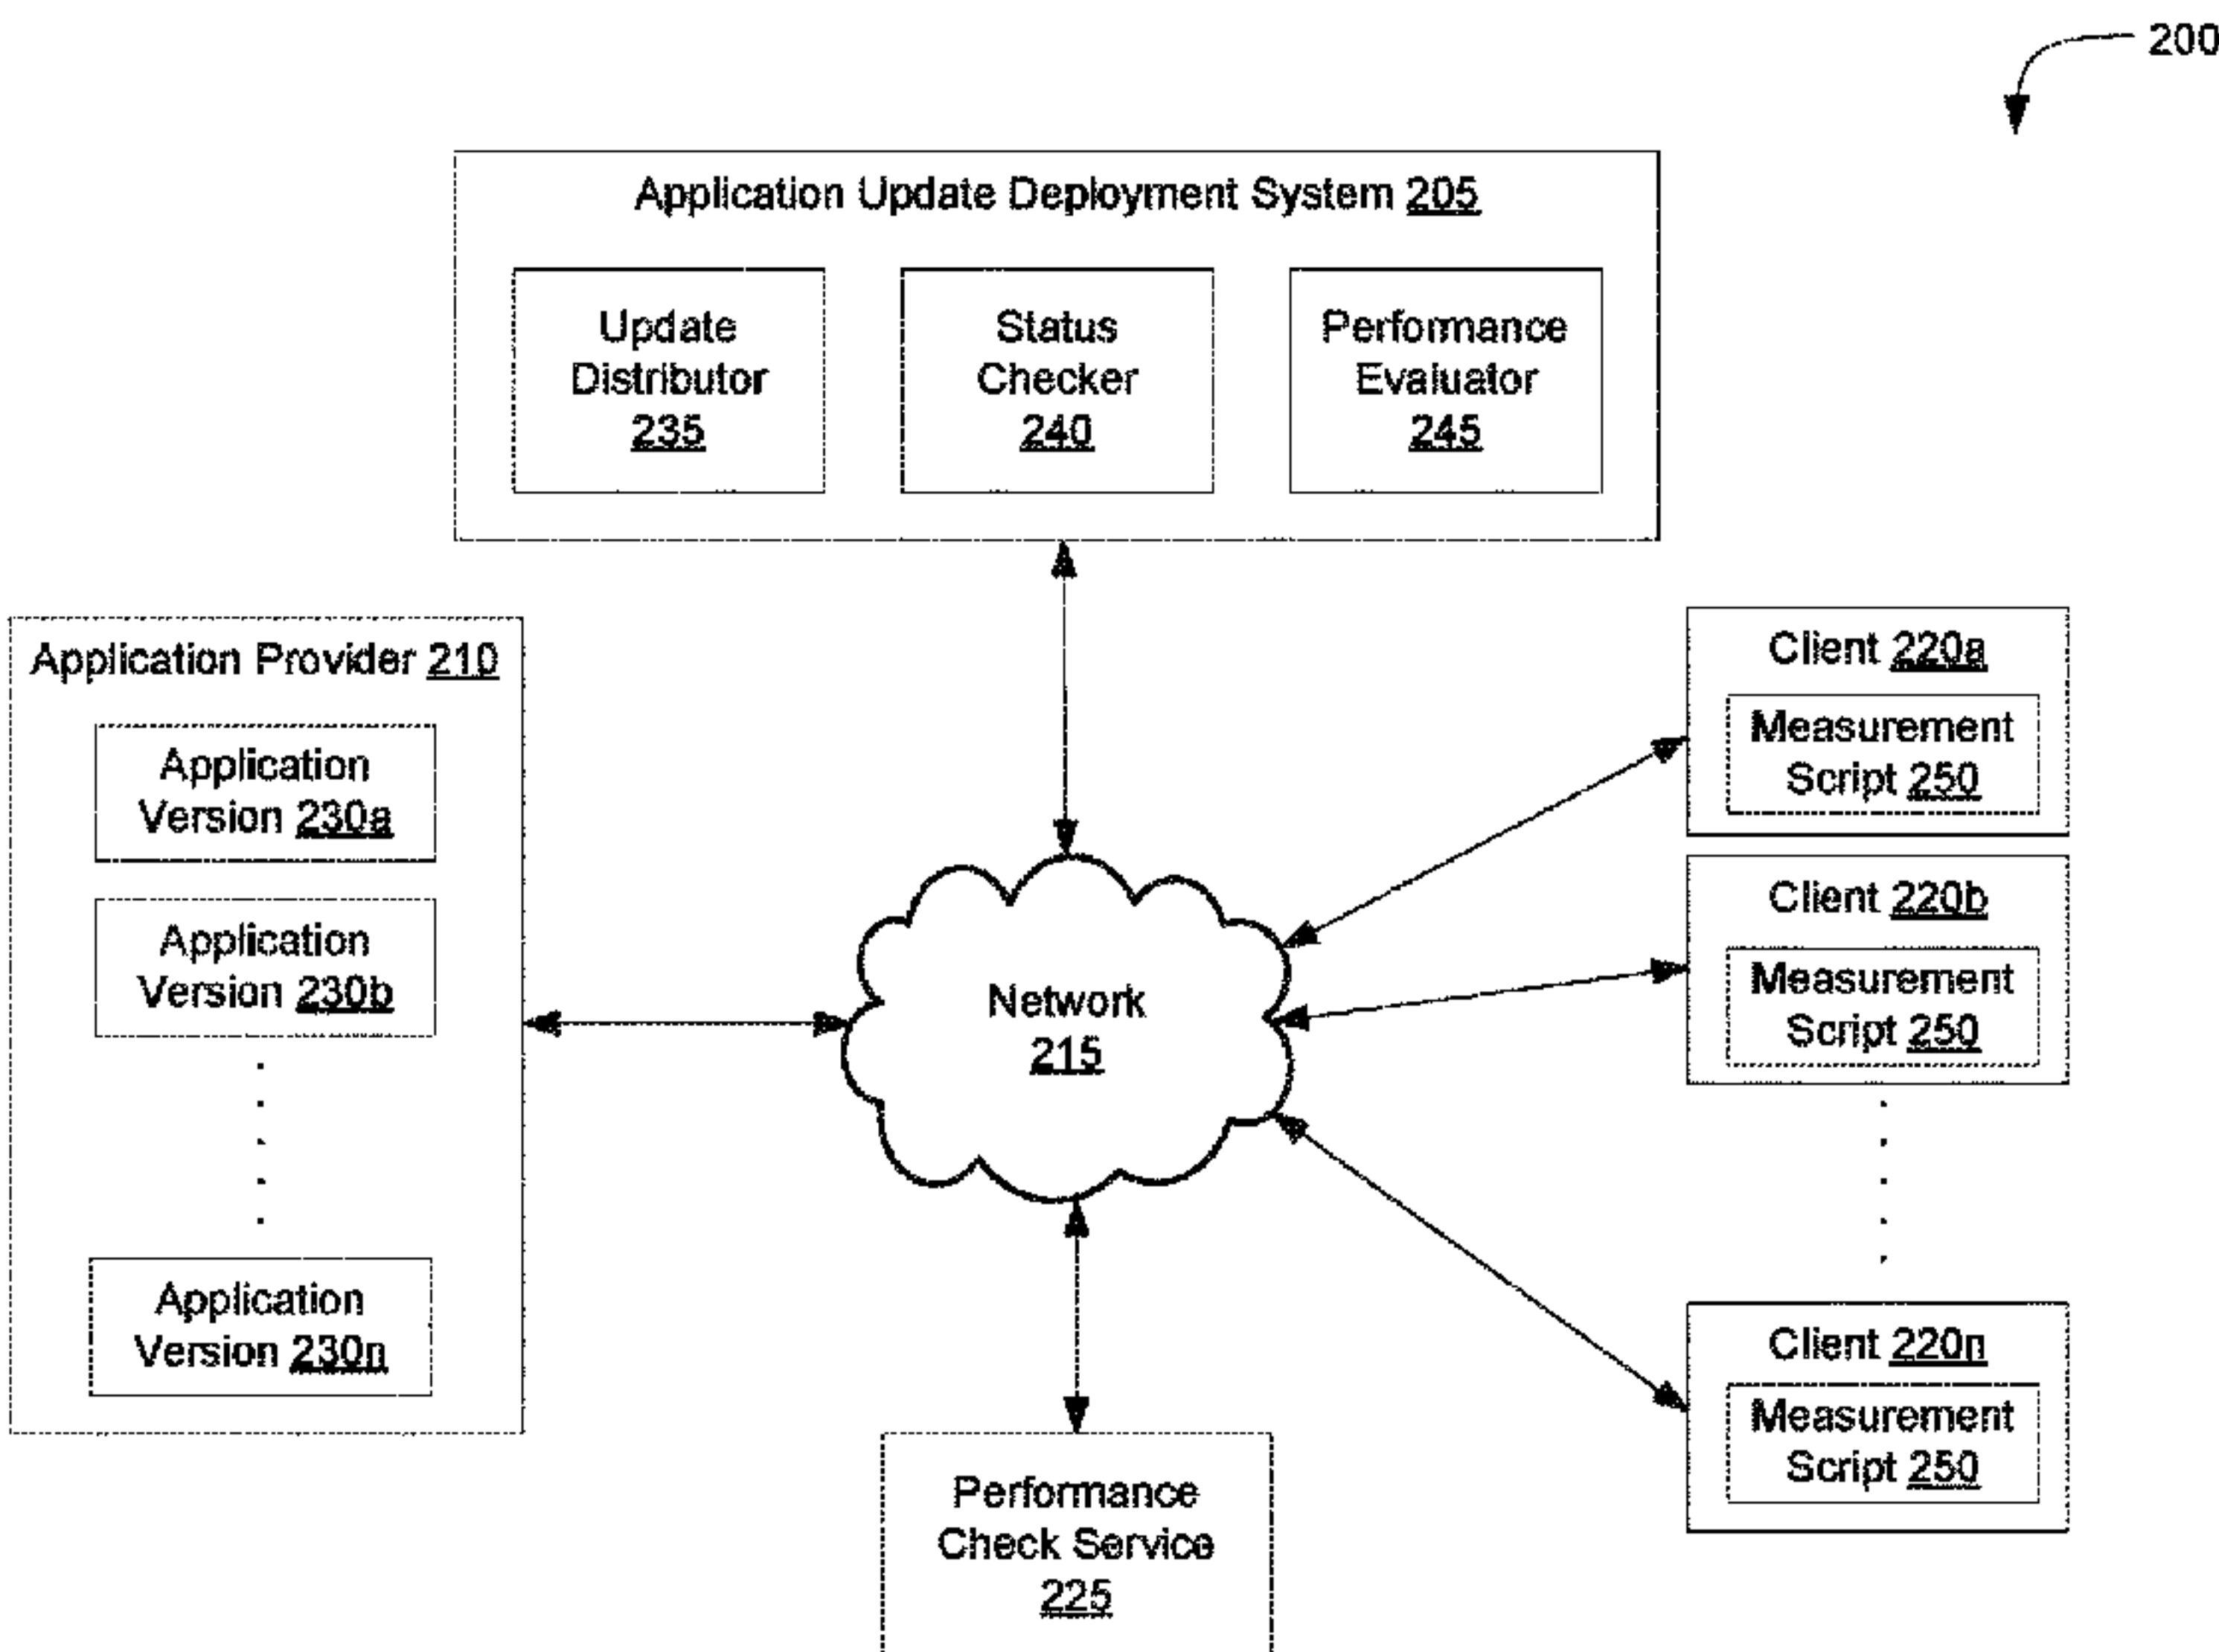 200
Application Update Deployment System 205
Update
Distributor
235
Status
Checker
240
Performance
Evaluator
245
Application Provider 210
Application
Version 230a
Application
Version 230b
Application
Version 230n
Network
215
Client 220a
Measurement
Script 250
Client 220b
Measurement
Script 250
Client 220n
Measurement
Script 250
Performance
Check Service
225